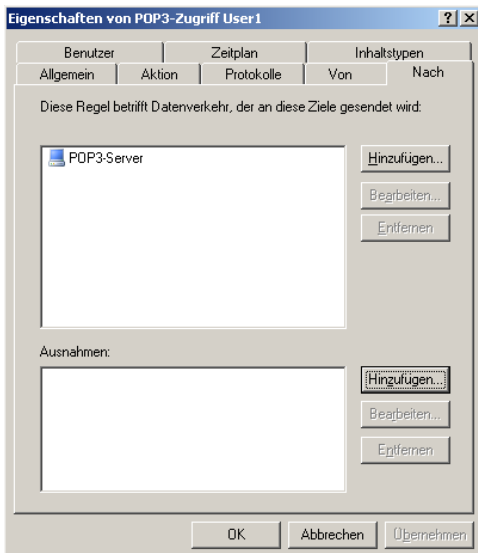 Eigenschaften von POP3-Zugriff User1
Benutzer Zeitplan Inhaltstypen
Allgemein Aktion Protokolle Von Nach
Diese Regel betrifft Datenverkehr, der an diese Ziele gesendet wird:
POP3-Server
Hinzufügen...
Bearbeiten...
Entfernen
Ausnahmen:
Hinzufügen...
Bearbeiten...
Entfernen
OK Abbrechen Übernehmen